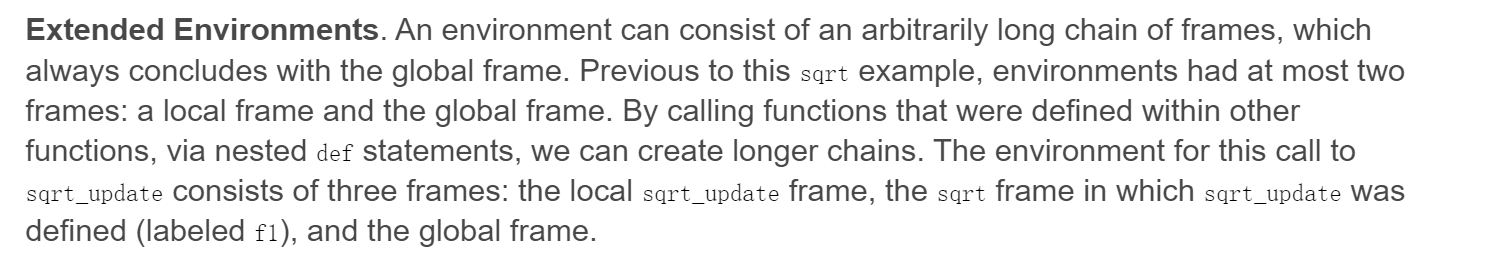 Extended Environments. An environment can consist of an arbitrarily long chain of frames, which
always concludes with the global frame. Previous to this sqrt example, environments had at most two
frames: a local frame and the global frame. By calling functions that were defined within other
functions, via nested def statements, we can create longer chains. The environment for this call to
sqrt_update consists of three frames: the local sqrt_update frame, the sqrt frame in which sqrt_update was
defined (labeled f1), and the global frame.